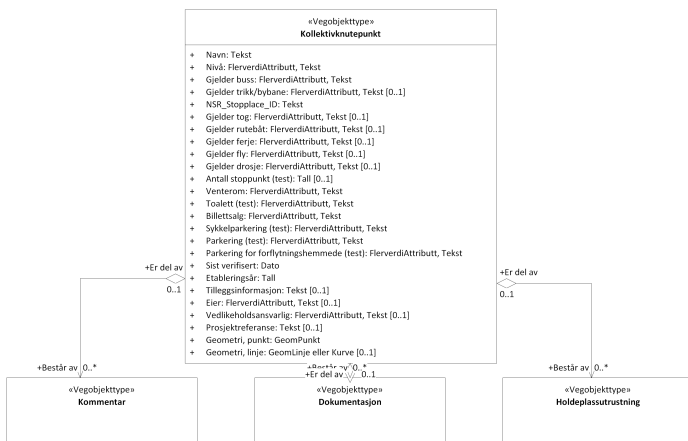 «Vegobjekttype»
Kollektivknutepunkt
+ Navn: Tekst
+ Nivå: FlerverdiAttributt, Tekst
+ Gjelder buss: FlerverdiAttributt, Tekst
+ Gjelder trikk/bybane: FlerverdiAttributt, Tekst [0..1]
+ NSR_Stopplace_ID: Tekst
+ Gjelder tog: FlerverdiAttributt, Tekst [0..1]
+ Gjelder rutebåt: FlerverdiAttributt, Tekst [0..1]
+ Gjelder ferje: FlerverdiAttributt, Tekst [0..1]
+ Gjelder fly: FlerverdiAttributt, Tekst [0..1]
+ Gjelder drosje: FlerverdiAttributt, Tekst [0..1]
+ Antall stoppunkt (test): Tall [0..1]
+ Venterom: FlerverdiAttributt, Tekst
+ Toalett (test): FlerverdiAttributt, Tekst
+ Billettsalg: FlerverdiAttributt, Tekst
+ Sykkelparkering (test): FlerverdiAttributt, Tekst
+ Parkering (test): FlerverdiAttributt, Tekst
+ Parkering for forflytningshemmede (test): FlerverdiAttributt, Tekst
+ Sist verifisert: Dato
+ Etableringsår: Tall
+ Tilleggsinformasjon: Tekst [0..1]
+ Eier: FlerverdiAttributt, Tekst [0..1]
+ Vedlikeholdsansvarlig: FlerverdiAttributt, Tekst [0..1]
+ Prosjektreferanse: Tekst [0..1]
+ Geometri, punkt: GeomPunkt
+ Geometri, linje: GeomLinje eller Kurve [0..1]
+Er del av
0..1
+Er del av
0..1
+Består av 0..*
+Består av 0..*
+Er del av 0..1
+Består av 0..*
«Vegobjekttype»
Kommentar
«Vegobjekttype»
Dokumentasjon
«Vegobjekttype»
Holdeplassutrustning